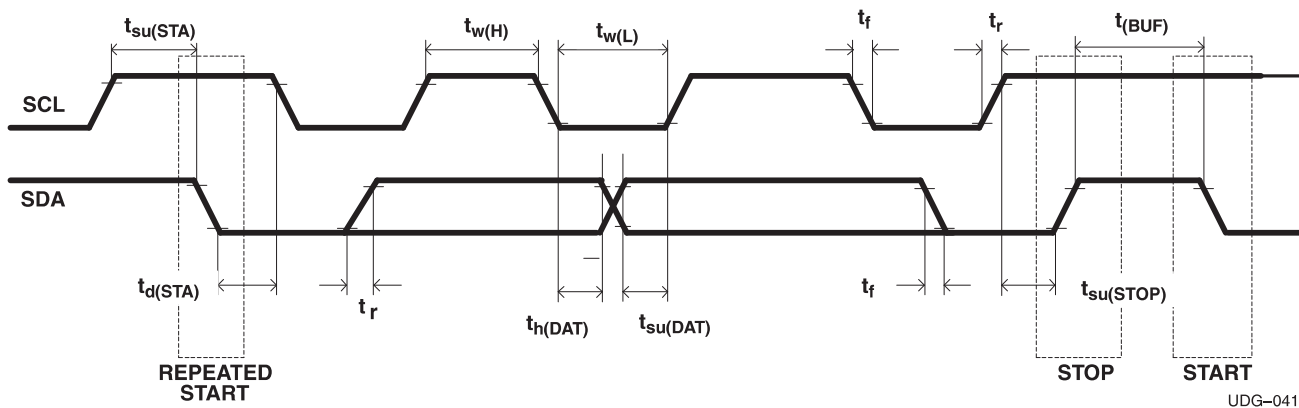 tsu(STA)
tw(H)
tw(L)
tf
tr
t(BUF)
SCL
SDA
td(STA)
tr
th(DAT)
tsu(DAT)
tf
tsu(STOP)
REPEATED
START
STOP
START
UDG–041